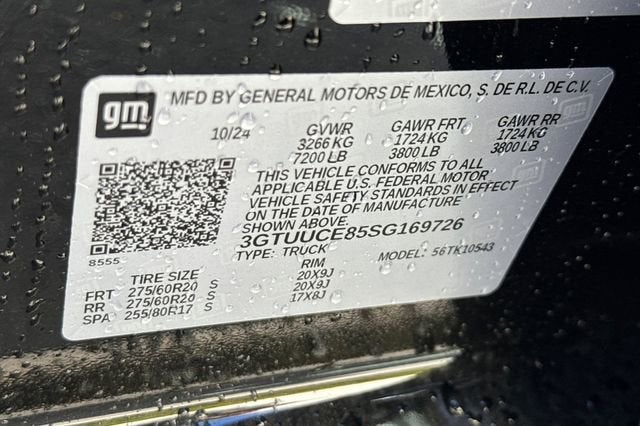 gm MFD BY GENERAL MOTORS DE MEXICO, S. DE R.L. DE C.V.
10/24 GVWR GAWR FRT GAWR RR
3266 KG 1724 KG 1724 KG
7200 LB 3800 LB 3800 LB
THIS VEHICLE CONFORMS TO ALL
APPLICABLE U.S. FEDERAL MOTOR
VEHICLE SAFETY STANDARDS IN EFFECT
ON THE DATE OF MANUFACTURE
SHOWN ABOVE.
3GTUUCE85SG169726
8555 TYPE: TRUCK MODEL: 56TK10543
TIRE SIZE RIM
FRT 275/60R20 S 20X9J
RR 275/60R20 S 20X9J
SPA 255/80R17 S 17X8J